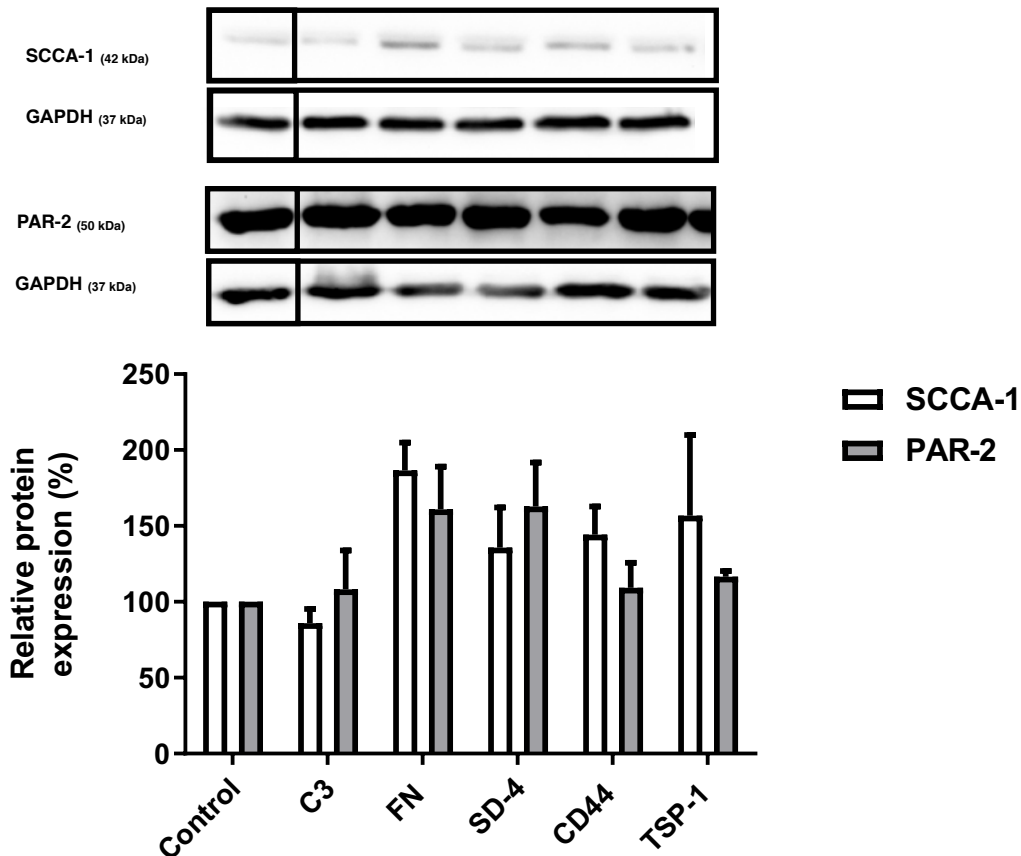 SCCA-1 (42 kDa)
GAPDH (37 kDa)
PAR-2 (50 kDa)
GAPDH (37 kDa)
250
200
150
100
50
0
Relative protein
expression (%)
SCCA-1
PAR-2
Control
C3
FN
SD-4
CD44
TSP-1